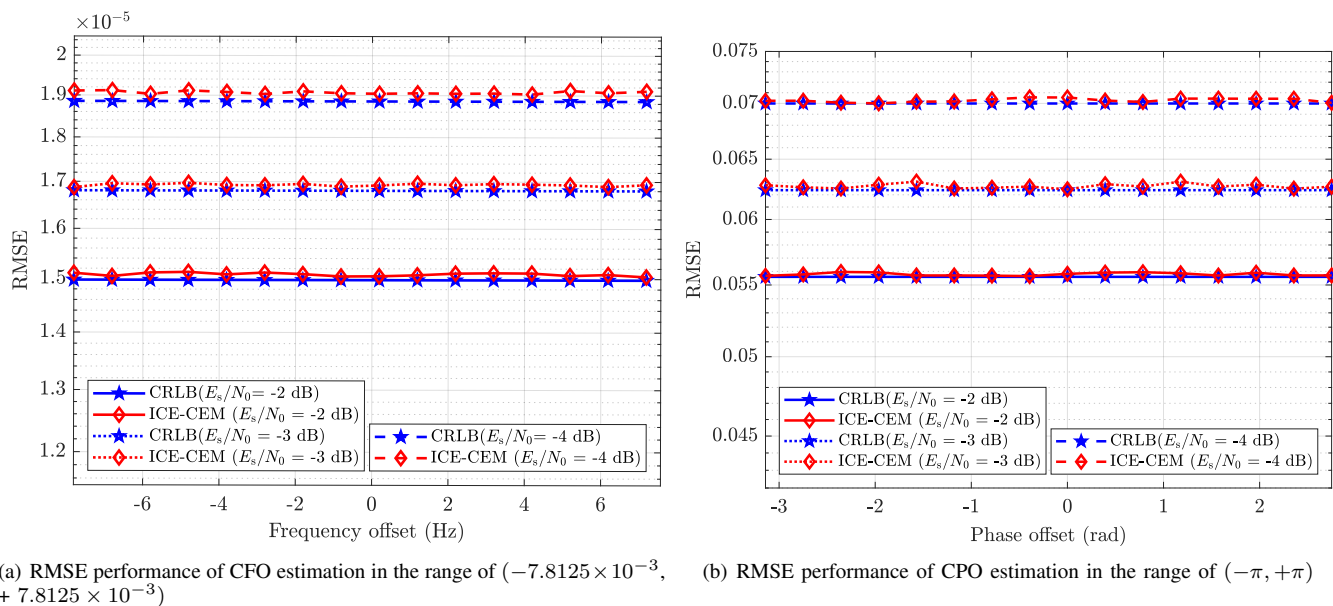 ×10⁻⁵
2
1.9
1.8
1.7
1.6
1.5
1.4
1.3
1.2
RMSE
CRLB(Eₛ/N₀= -2 dB)
ICE-CEM (Eₛ/N₀ = -2 dB)
CRLB(Eₛ/N₀ = -3 dB)
ICE-CEM (Eₛ/N₀ = -3 dB)
CRLB(Eₛ/N₀= -4 dB)
ICE-CEM (Eₛ/N₀ = -4 dB)
-6 -4 -2 0 2 4 6
Frequency offset (Hz)
(a) RMSE performance of CFO estimation in the range of (−7.8125×10⁻³,
+ 7.8125 × 10⁻³)
0.075
0.07
0.065
0.06
0.055
0.05
0.045
RMSE
CRLB(Eₛ/N₀ = -2 dB)
ICE-CEM (Eₛ/N₀ = -2 dB)
CRLB(Eₛ/N₀ = -3 dB)
ICE-CEM (Eₛ/N₀ = -3 dB)
CRLB(Eₛ/N₀ = -4 dB)
ICE-CEM (Eₛ/N₀ = -4 dB)
-3 -2 -1 0 1 2
Phase offset (rad)
(b) RMSE performance of CPO estimation in the range of (−π, +π)